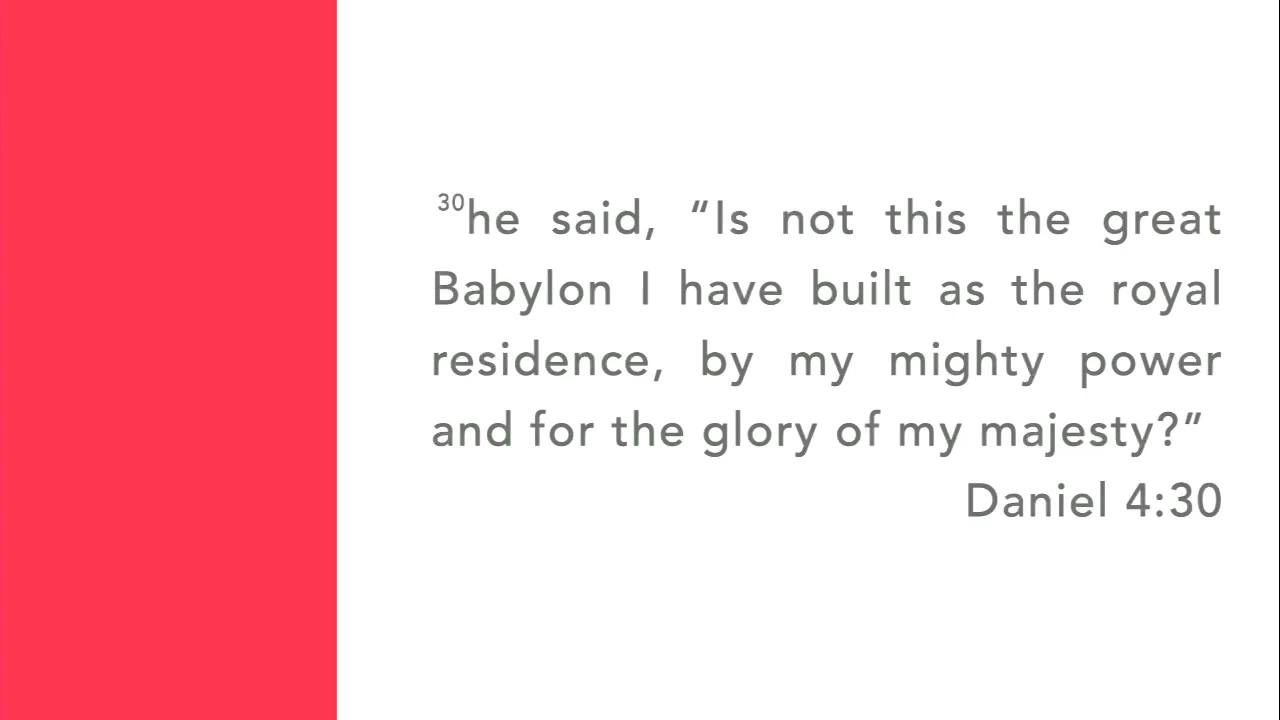 30he said, “Is not this the great
Babylon I have built as the royal
residence, by my mighty power
and for the glory of my majesty?”
Daniel 4:30